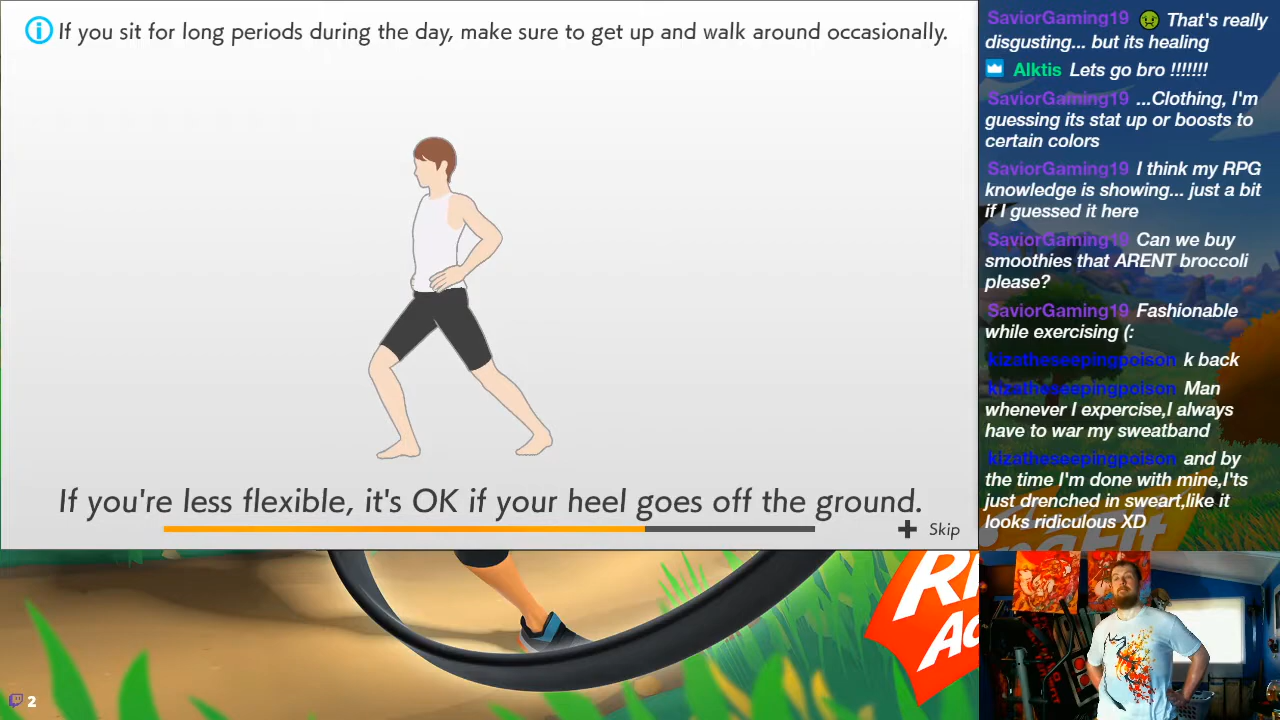 If you sit for long periods during the day, make sure to get up and walk around occasionally.
If you're less flexible, it's OK if your heel goes off the ground.
Skip
SaviorGaming19 That's really
disgusting... but its healing
Alktis Lets go bro !!!!!!!
SaviorGaming19 ...Clothing, I'm
guessing its stat up or boosts to
certain colors
SaviorGaming19 I think my RPG
knowledge is showing... just a bit
if I guessed it here
SaviorGaming19 Can we buy
smoothies that ARENT broccoli
please?
SaviorGaming19 Fashionable
while exercising (:
kizatheseepingpoison k back
kizatheseepingpoison Man
whenever I expercise,I always
have to war my sweatband
kizatheseepingpoison and by
the time I'm done with mine,I'ts
just drenched in sweart,like it
looks ridiculous XD
2